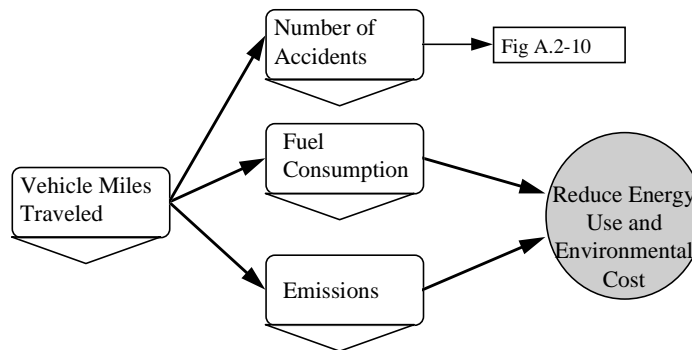 Number of
Accidents
Fig A.2-10
Fuel
Consumption
Vehicle Miles
Traveled
Reduce Energy
Use and
Environmental
Cost
Emissions